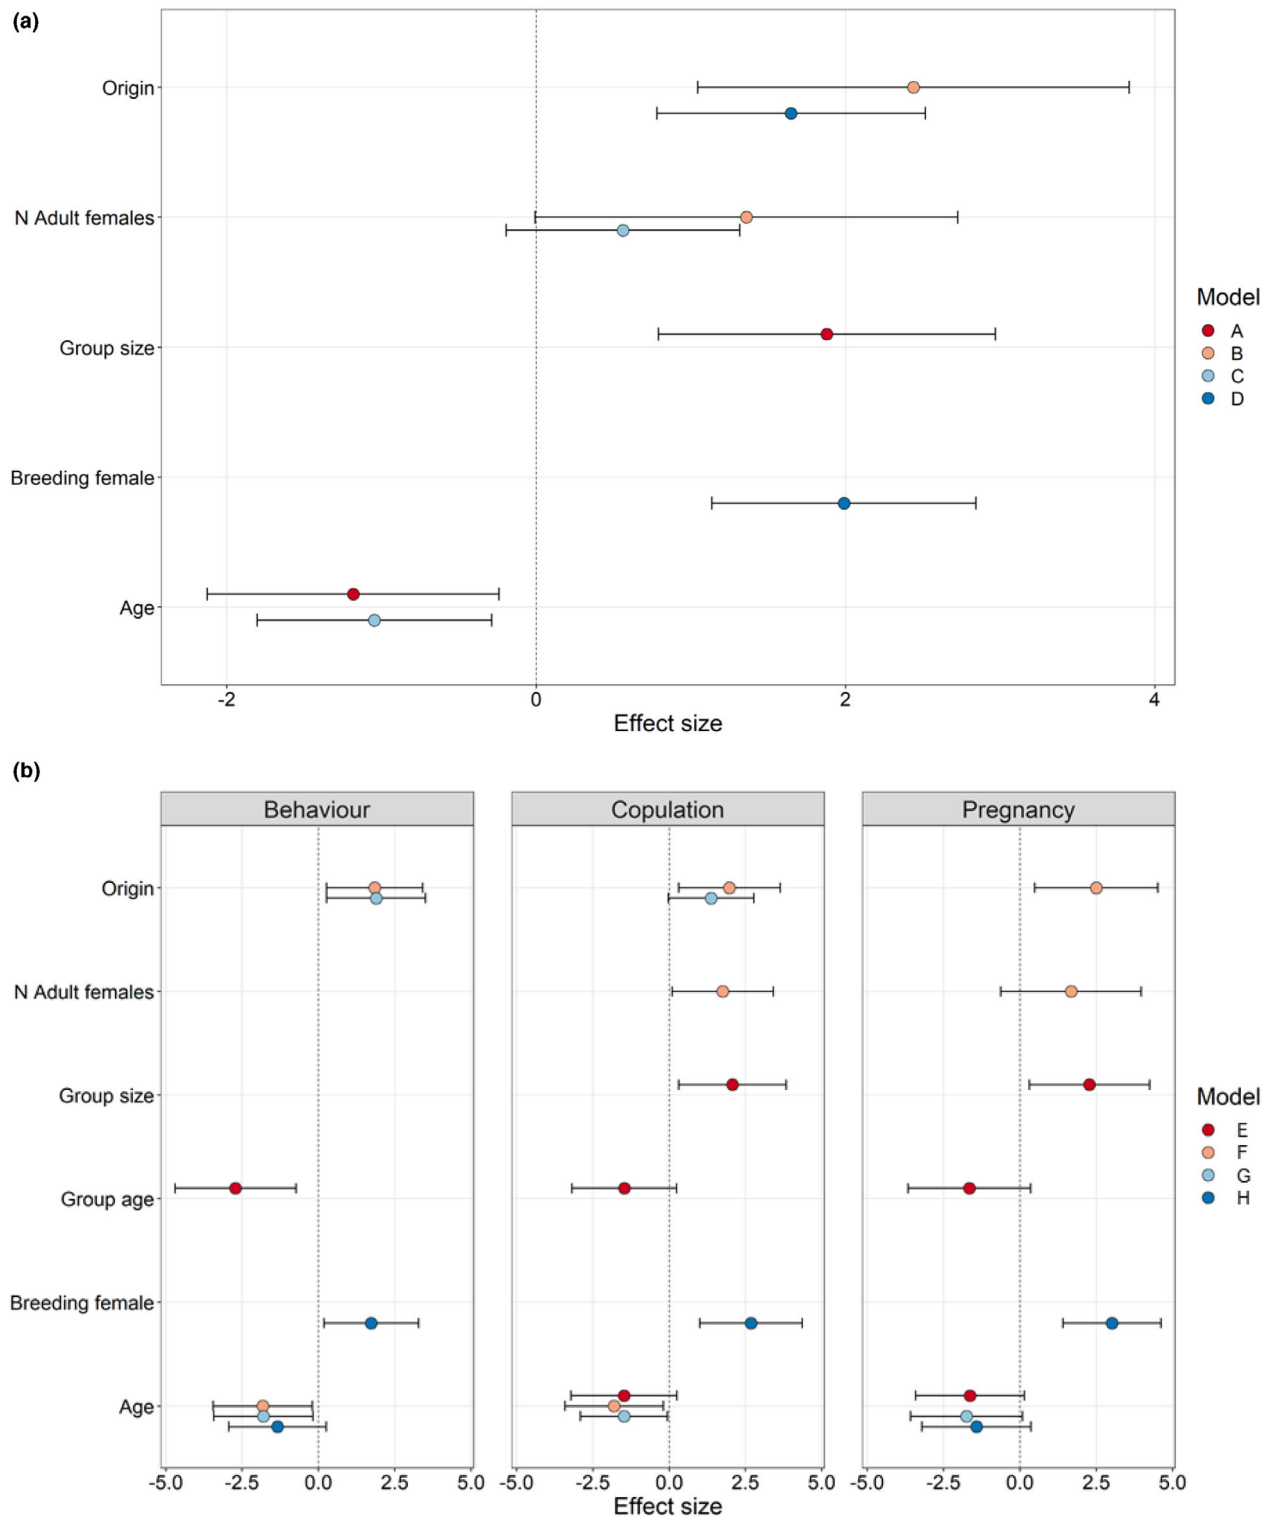 (a)
Origin
N Adult females
Group size
Breeding female
Age
-2 0 2 4
Effect size
Model
A
B
C
D
(b)
Behaviour Copulation Pregnancy
Origin
N Adult females
Group size
Group age
Breeding female
Age
-5.0 -2.5 0.0 2.5 5.0 -5.0 -2.5 0.0 2.5 5.0 -5.0 -2.5 0.0 2.5 5.0
Effect size
Model
E
F
G
H